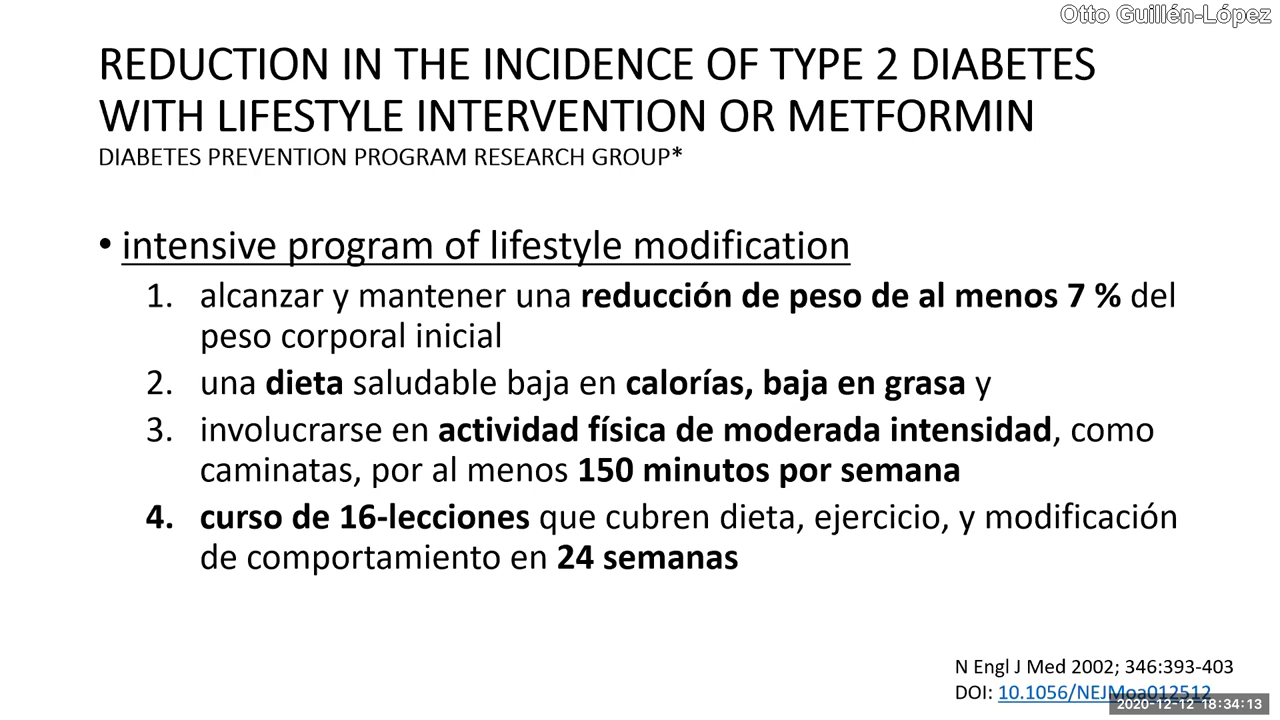 Otto Guillén-López
REDUCTION IN THE INCIDENCE OF TYPE 2 DIABETES
WITH LIFESTYLE INTERVENTION OR METFORMIN
DIABETES PREVENTION PROGRAM RESEARCH GROUP*
• intensive program of lifestyle modification
1. alcanzar y mantener una reducción de peso de al menos 7 % del
peso corporal inicial
2. una dieta saludable baja en calorías, baja en grasa y
3. involucrarse en actividad física de moderada intensidad, como
caminatas, por al menos 150 minutos por semana
4. curso de 16-lecciones que cubren dieta, ejercicio, y modificación
de comportamiento en 24 semanas
N Engl J Med 2002; 346:393-403
DOI: 10.1056/NEJMoa012512
2020-12-12 18:34:13